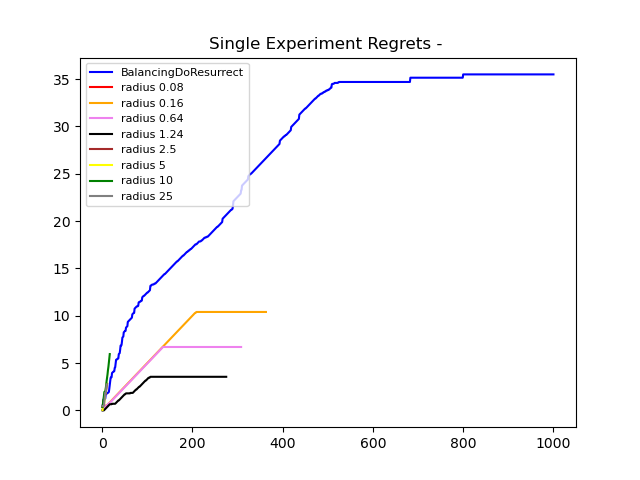 Single Experiment Regrets -
BalancingDoResurrect
radius 0.08
radius 0.16
radius 0.64
radius 1.24
radius 2.5
radius 5
radius 10
radius 25
35
30
25
20
15
10
5
0
0 200 400 600 800 1000